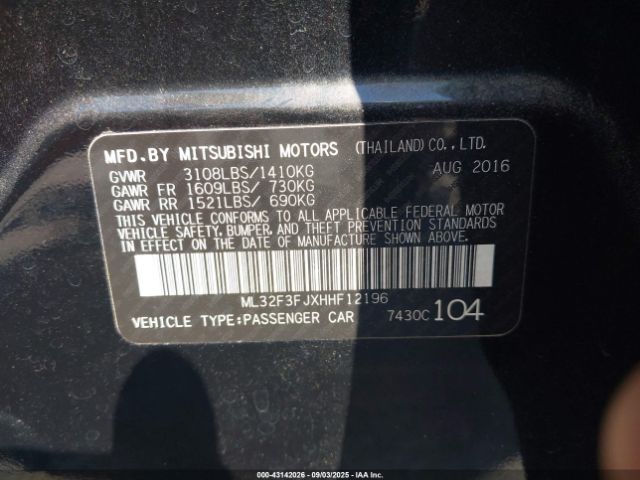 MFD.BY MITSUBISHI MOTORS (THAILAND)CO.,LTD.
GVWR 3108LBS/1410KG AUG 2016
GAWR FR 1609LBS/ 730KG
GAWR RR 1521LBS/ 690KG
THIS VEHICLE CONFORMS TO ALL APPLICABLE FEDERAL MOTOR
VEHICLE SAFETY, BUMPER, AND THEFT PREVENTION STANDARDS
IN EFFECT ON THE DATE OF MANUFACTURE SHOWN ABOVE.
ML32F3FJXHHF12196
VEHICLE TYPE:PASSENGER CAR 7430C 104
000-43142026 - 09/03/2025 - IAA Inc.